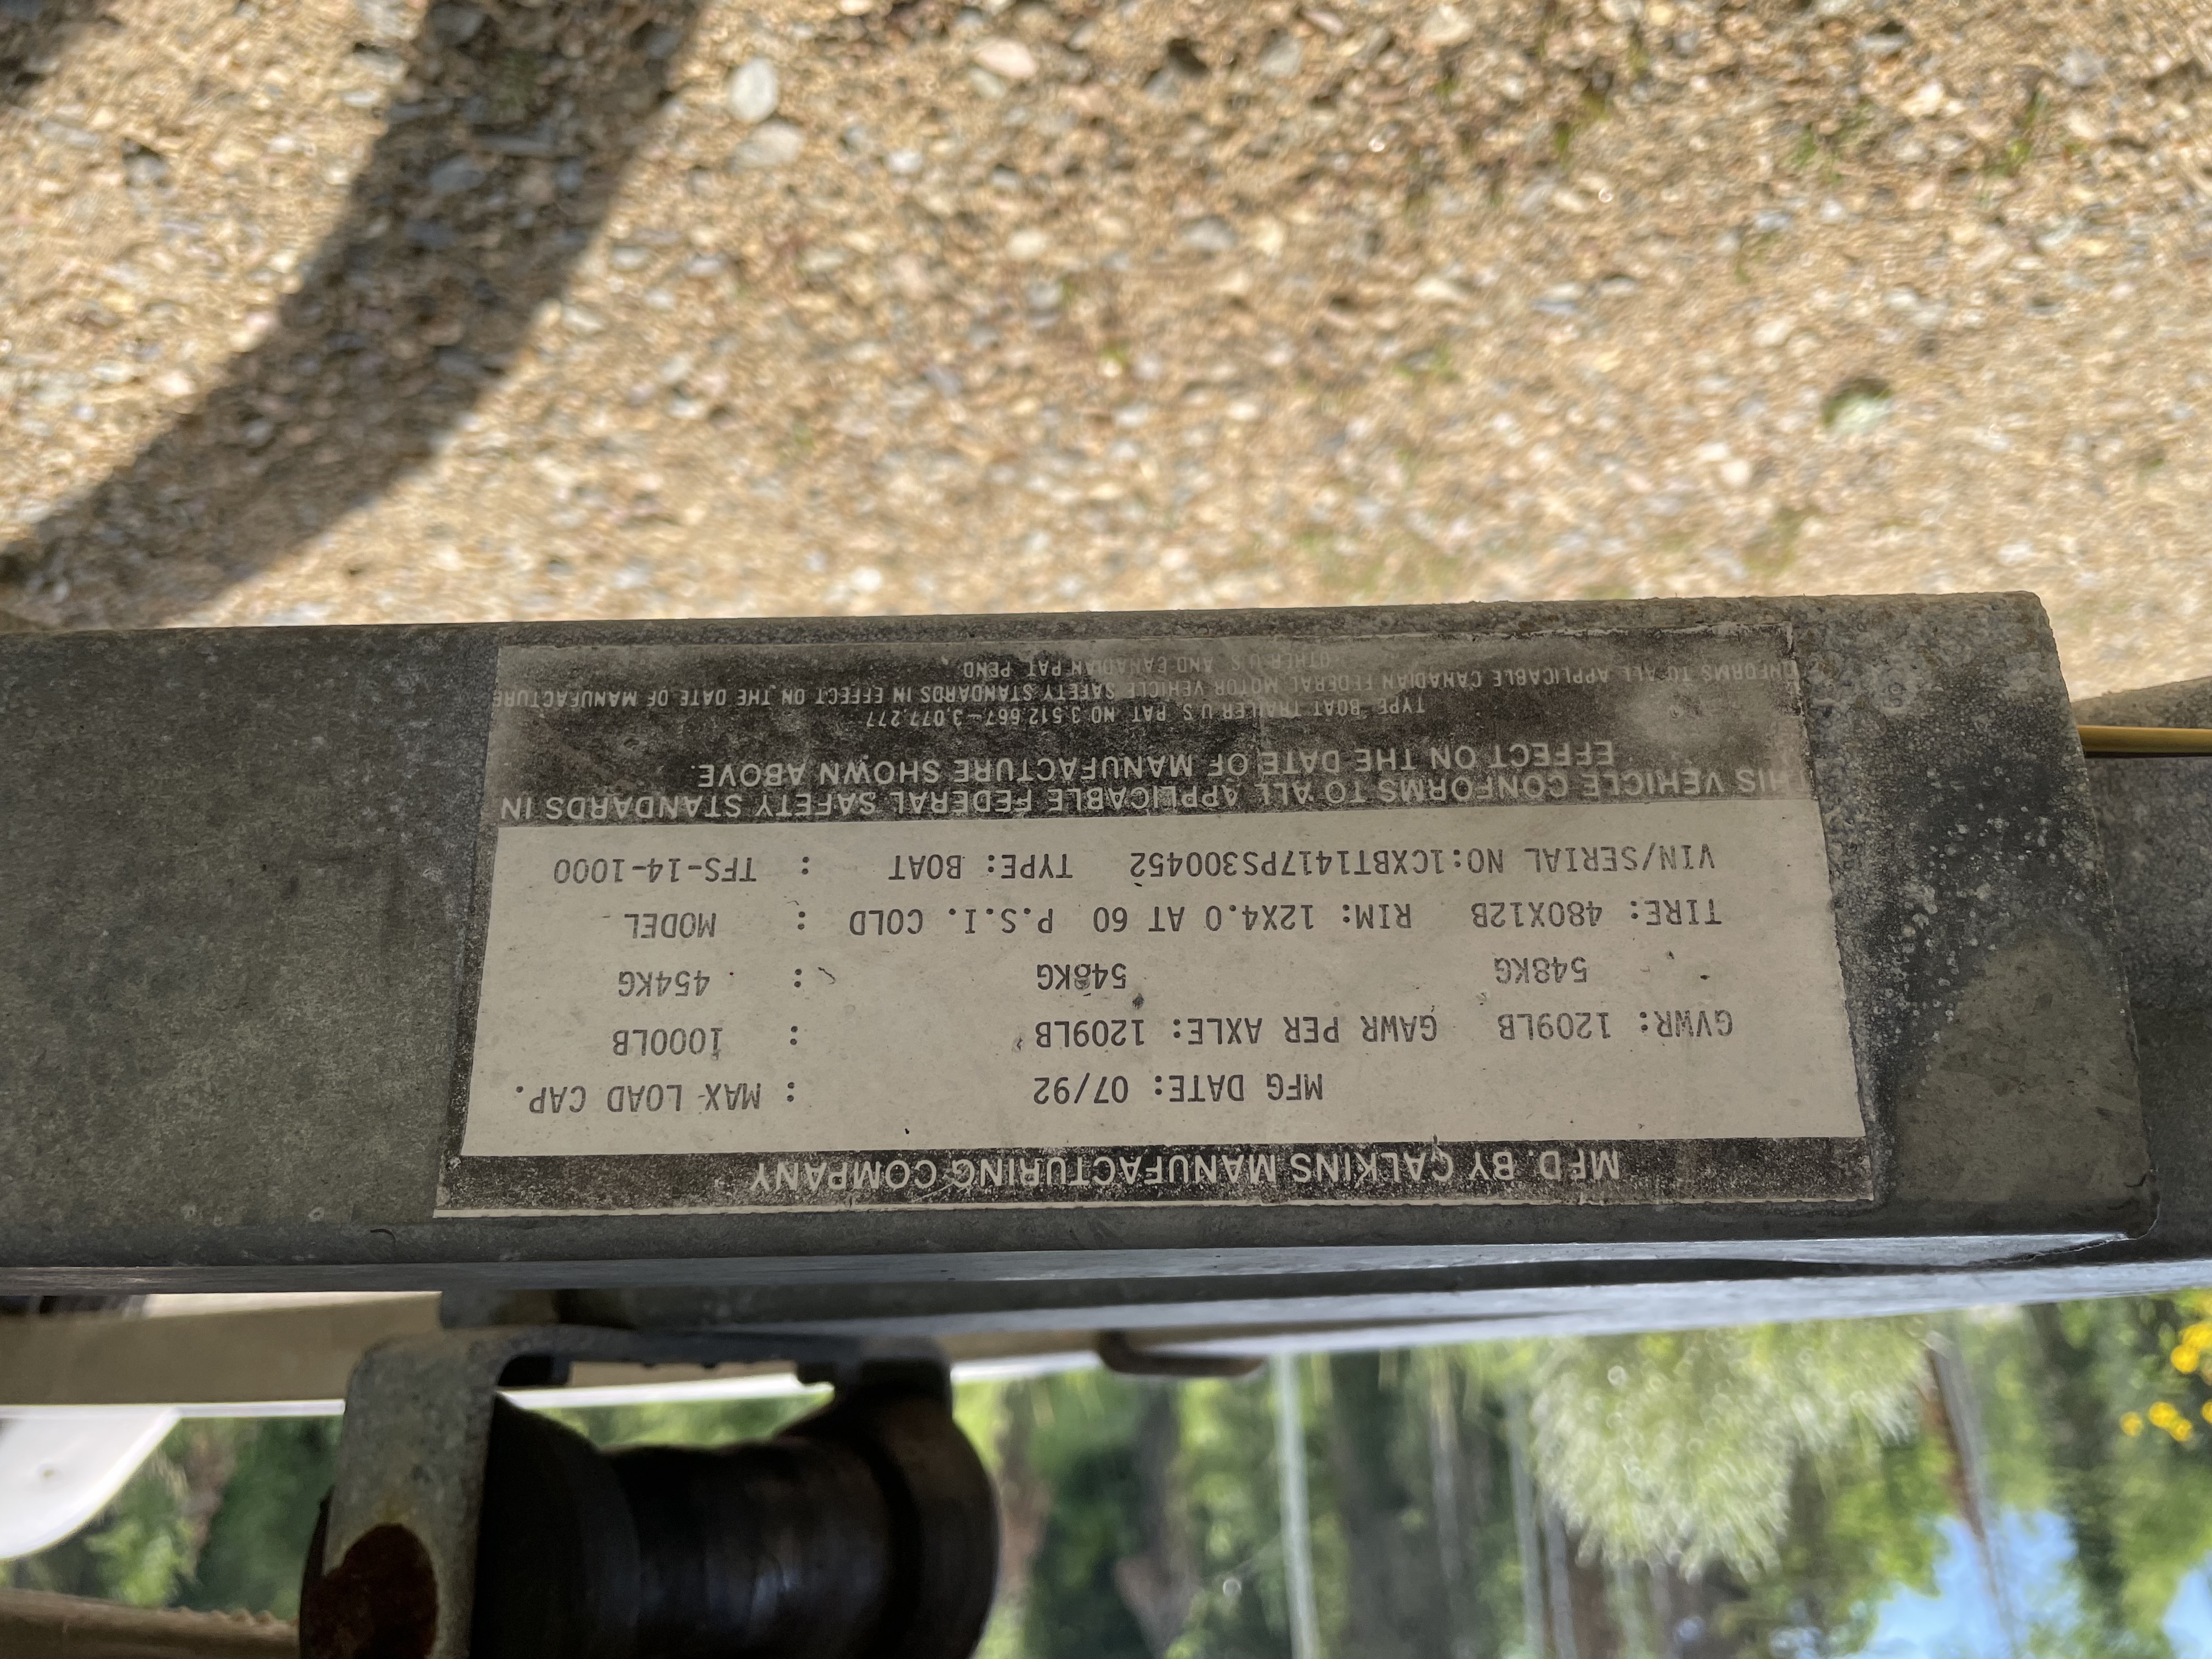 MFD. BY CALKINS MANUFACTURING COMPANY
MFG DATE: 07/92 : MAX LOAD CAP.
GVWR: 1209LB GAWR PER AXLE: 1209LB : 1000LB
548KG 548KG : 454KG
TIRE: 480X12B RIM: 12X4.0 AT 60 P.S.I. COLD : MODEL
VIN/SERIAL NO:1CXBT1417PS300452 TYPE: BOAT : TFS-14-1000
THIS VEHICLE CONFORMS TO ALL APPLICABLE FEDERAL SAFETY STANDARDS IN
EFFECT ON THE DATE OF MANUFACTURE SHOWN ABOVE.
TYPE BOAT TRAILER U.S. PAT NO 3,512,667-3,077,277
NFORMS TO ALL APPLICABLE CANADIAN FEDERAL MOTOR VEHICLE SAFETY STANDARDS IN EFFECT ON THE DATE OF MANUFACTURE
OTHER U.S. AND CANADIAN PAT PEND